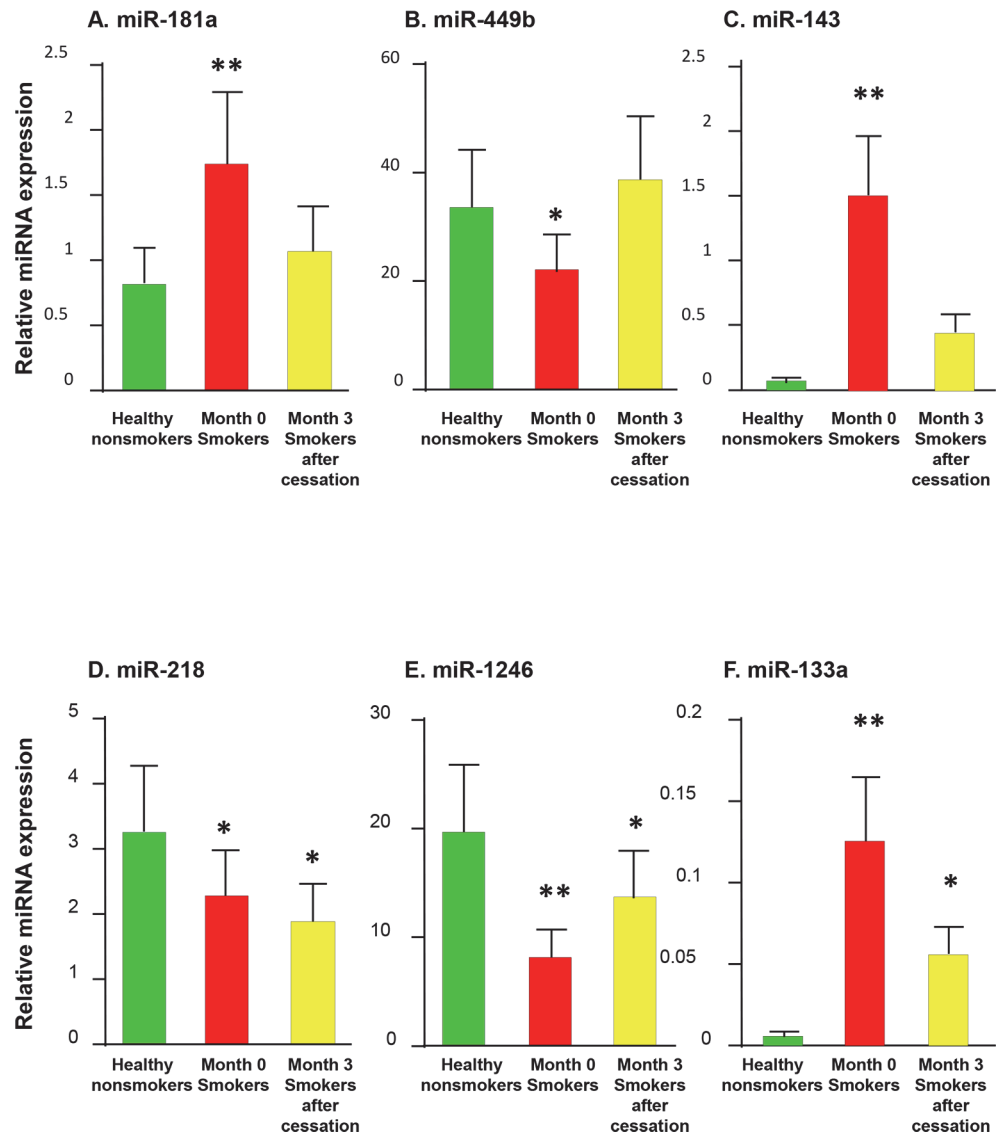 A. miR-181a
B. miR-449b
C. miR-143
Relative miRNA expression
2.5
2
1.5
1
0.5
0
**
Healthy nonsmokers
Month 0 Smokers
Month 3 Smokers after cessation
60
40
20
0
*
Healthy nonsmokers
Month 0 Smokers
Month 3 Smokers after cessation
2.5
2
1.5
1
0.5
0
**
Healthy nonsmokers
Month 0 Smokers
Month 3 Smokers after cessation
D. miR-218
E. miR-1246
F. miR-133a
Relative miRNA expression
5
4
3
2
1
0
*
*
Healthy nonsmokers
Month 0 Smokers
Month 3 Smokers after cessation
30
20
10
0
**
*
Healthy nonsmokers
Month 0 Smokers
Month 3 Smokers after cessation
0.2
0.15
0.1
0.05
0
**
*
Healthy nonsmokers
Month 0 Smokers
Month 3 Smokers after cessation